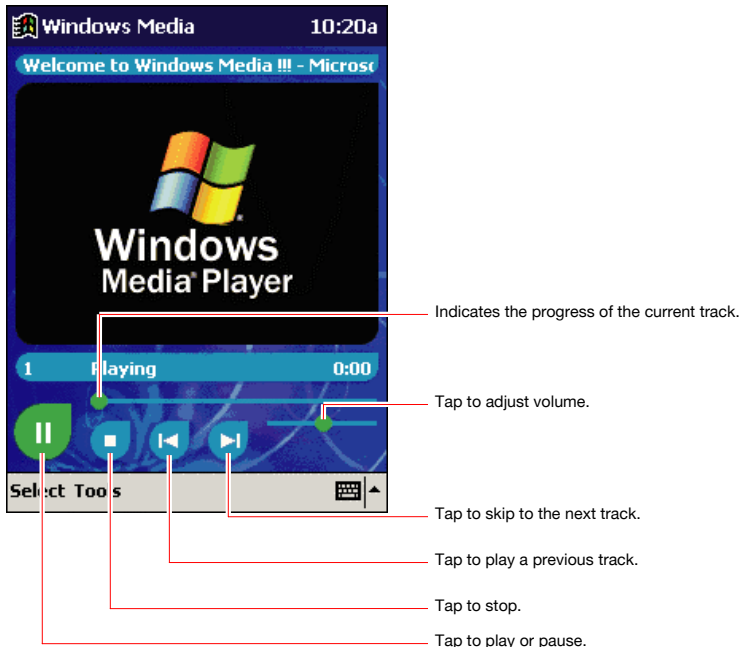 Windows Media 10:20a
Welcome to Windows Media !!! - Microso
Windows
Media Player
Indicates the progress of the current track.
1 Playing 0:00
Tap to adjust volume.
Select Tools
Tap to skip to the next track.
Tap to play a previous track.
Tap to stop.
Tap to play or pause.